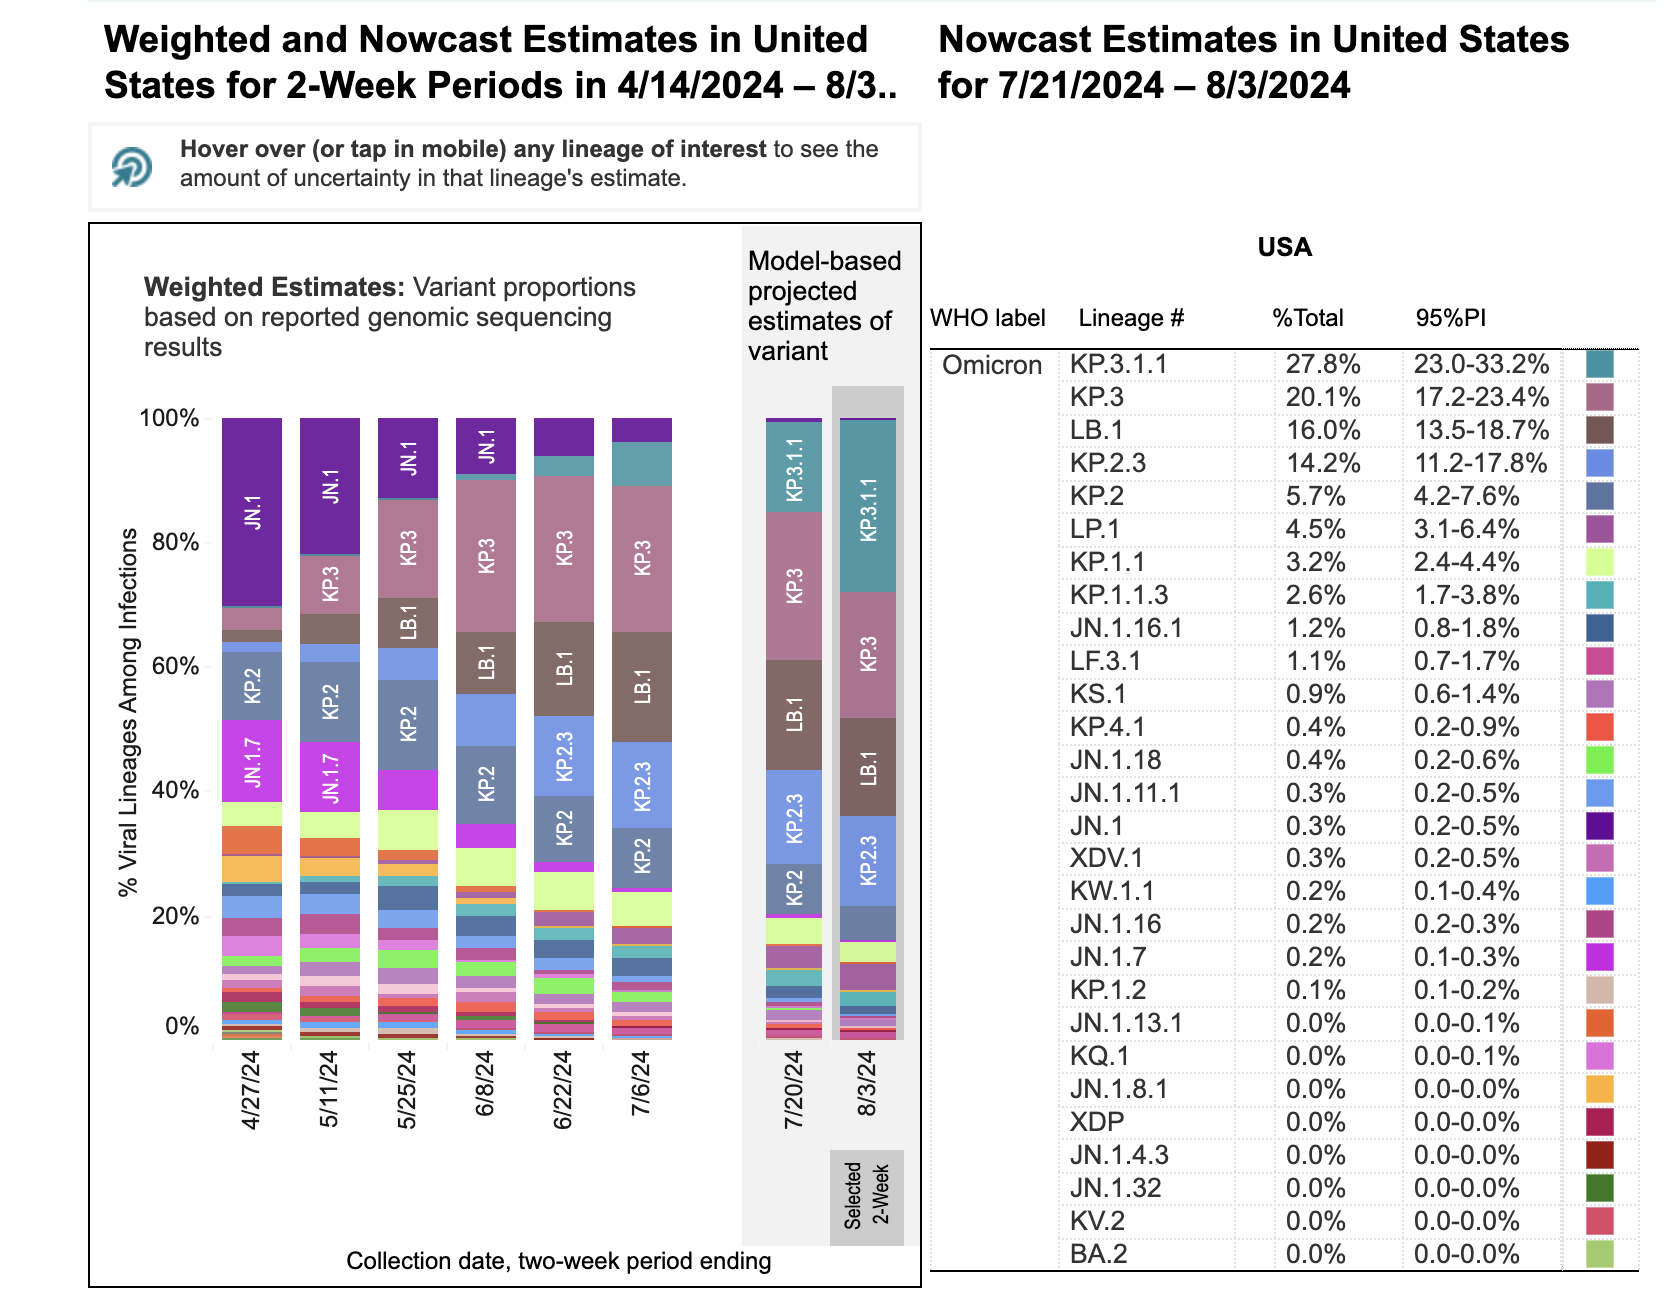 Weighted and Nowcast Estimates in United
States for 2-Week Periods in 4/14/2024 – 8/3..
Hover over (or tap in mobile) any lineage of interest to see the
amount of uncertainty in that lineage's estimate.
Weighted Estimates: Variant proportions
based on reported genomic sequencing
results
Model-based
projected
estimates of
variant
% Viral Lineages Among Infections
100%
80%
60%
40%
20%
0%
JN.1
KP.2
JN.1.7
JN.1
KP.3
KP.2
JN.1.7
JN.1
KP.3
LB.1
KP.2
JN.1
KP.3
LB.1
KP.2
KP.3
LB.1
KP.2.3
KP.2
KP.3
LB.1
KP.2.3
KP.2
KP.3.1.1
KP.3
LB.1
KP.2.3
KP.2
KP.3.1.1
KP.3
LB.1
KP.2.3
4/27/24
5/11/24
5/25/24
6/8/24
6/22/24
7/6/24
7/20/24
8/3/24
Selected
2-Week
Collection date, two-week period ending
Nowcast Estimates in United States
for 7/21/2024 – 8/3/2024
USA
WHO label Lineage # %Total 95%PI
Omicron KP.3.1.1 27.8% 23.0-33.2%
KP.3 20.1% 17.2-23.4%
LB.1 16.0% 13.5-18.7%
KP.2.3 14.2% 11.2-17.8%
KP.2 5.7% 4.2-7.6%
LP.1 4.5% 3.1-6.4%
KP.1.1 3.2% 2.4-4.4%
KP.1.1.3 2.6% 1.7-3.8%
JN.1.16.1 1.2% 0.8-1.8%
LF.3.1 1.1% 0.7-1.7%
KS.1 0.9% 0.6-1.4%
KP.4.1 0.4% 0.2-0.9%
JN.1.18 0.4% 0.2-0.6%
JN.1.11.1 0.3% 0.2-0.5%
JN.1 0.3% 0.2-0.5%
XDV.1 0.3% 0.2-0.5%
KW.1.1 0.2% 0.1-0.4%
JN.1.16 0.2% 0.2-0.3%
JN.1.7 0.2% 0.1-0.3%
KP.1.2 0.1% 0.1-0.2%
JN.1.13.1 0.0% 0.0-0.1%
KQ.1 0.0% 0.0-0.1%
JN.1.8.1 0.0% 0.0-0.0%
XDP 0.0% 0.0-0.0%
JN.1.4.3 0.0% 0.0-0.0%
JN.1.32 0.0% 0.0-0.0%
KV.2 0.0% 0.0-0.0%
BA.2 0.0% 0.0-0.0%